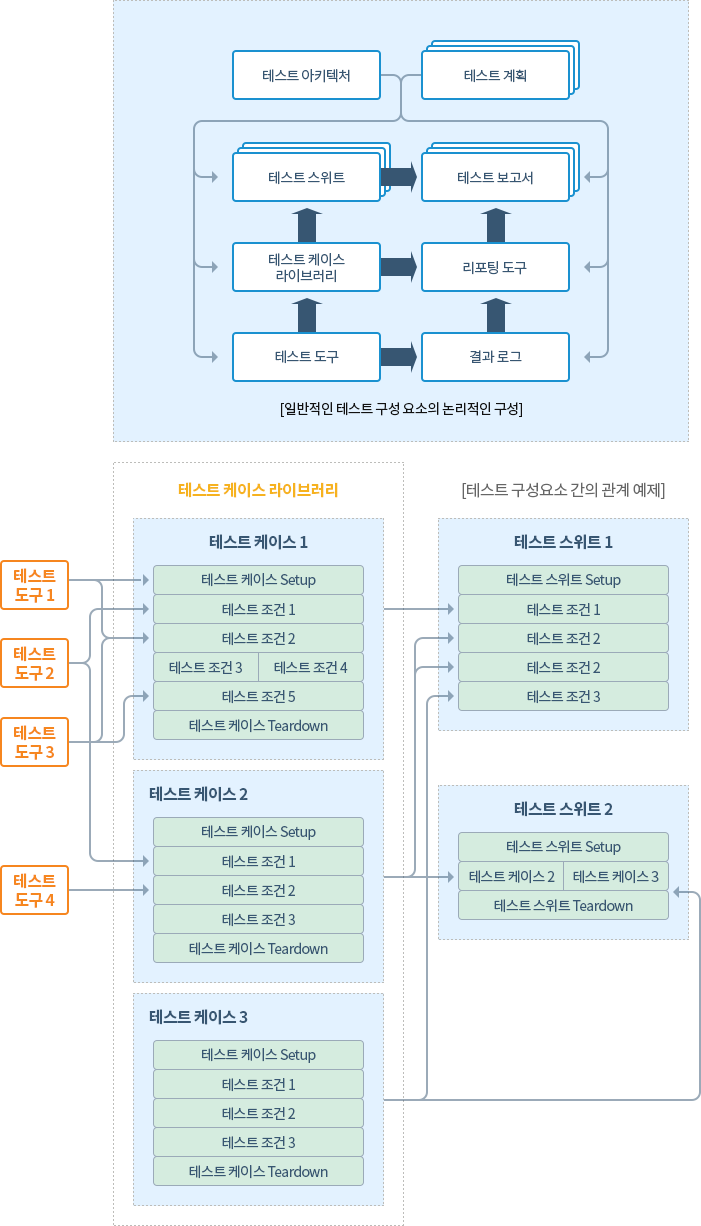 테스트 아키텍처
테스트 계획
테스트 스위트
테스트 보고서
테스트 케이스
라이브러리
리포팅 도구
테스트 도구
결과 로그
[일반적인 테스트 구성 요소의 논리적인 구성]
테스트 케이스 라이브러리
[테스트 구성요소 간의 관계 예제]
테스트
도구 1
테스트
도구 2
테스트
도구 3
테스트
도구 4
테스트 케이스 1
테스트 케이스 Setup
테스트 조건 1
테스트 조건 2
테스트 조건 3
테스트 조건 4
테스트 조건 5
테스트 케이스 Teardown
테스트 케이스 2
테스트 케이스 Setup
테스트 조건 1
테스트 조건 2
테스트 조건 3
테스트 케이스 Teardown
테스트 케이스 3
테스트 케이스 Setup
테스트 조건 1
테스트 조건 2
테스트 조건 3
테스트 케이스 Teardown
테스트 스위트 1
테스트 스위트 Setup
테스트 조건 1
테스트 조건 2
테스트 조건 2
테스트 조건 3
테스트 스위트 2
테스트 스위트 Setup
테스트 케이스 2
테스트 케이스 3
테스트 스위트 Teardown